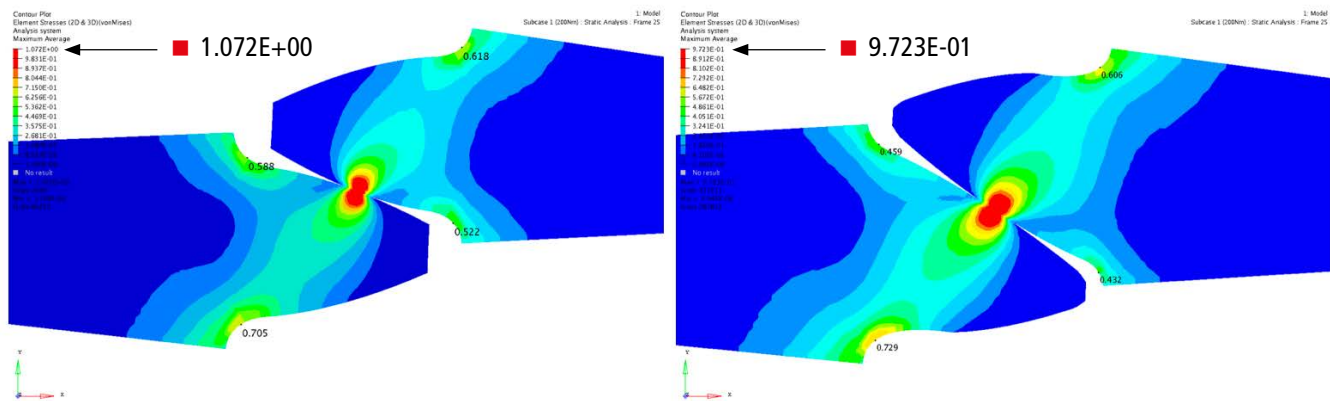 Contour Plot
Element Stresses (2D & 3D)(vonMises)
Analysis system
Maximum Average
1.072E+00
9.831E-01
8.937E-01
8.044E-01
7.150E-01
6.256E-01
5.362E-01
4.469E-01
3.575E-01
2.681E-01
No result
1.072E+00
1: Model
Subcase 1 (200Nm) : Static Analysis : Frame 25
0.618
0.588
0.522
0.705
Y
X
Contour Plot
Element Stresses (2D & 3D)(vonMises)
Analysis system
Maximum Average
9.723E-01
8.912E-01
8.102E-01
7.292E-01
6.482E-01
5.672E-01
4.861E-01
4.051E-01
3.241E-01
No result
9.723E-01
1: Model
Subcase 1 (200Nm) : Static Analysis : Frame 25
0.606
0.459
0.432
0.729
Y
X